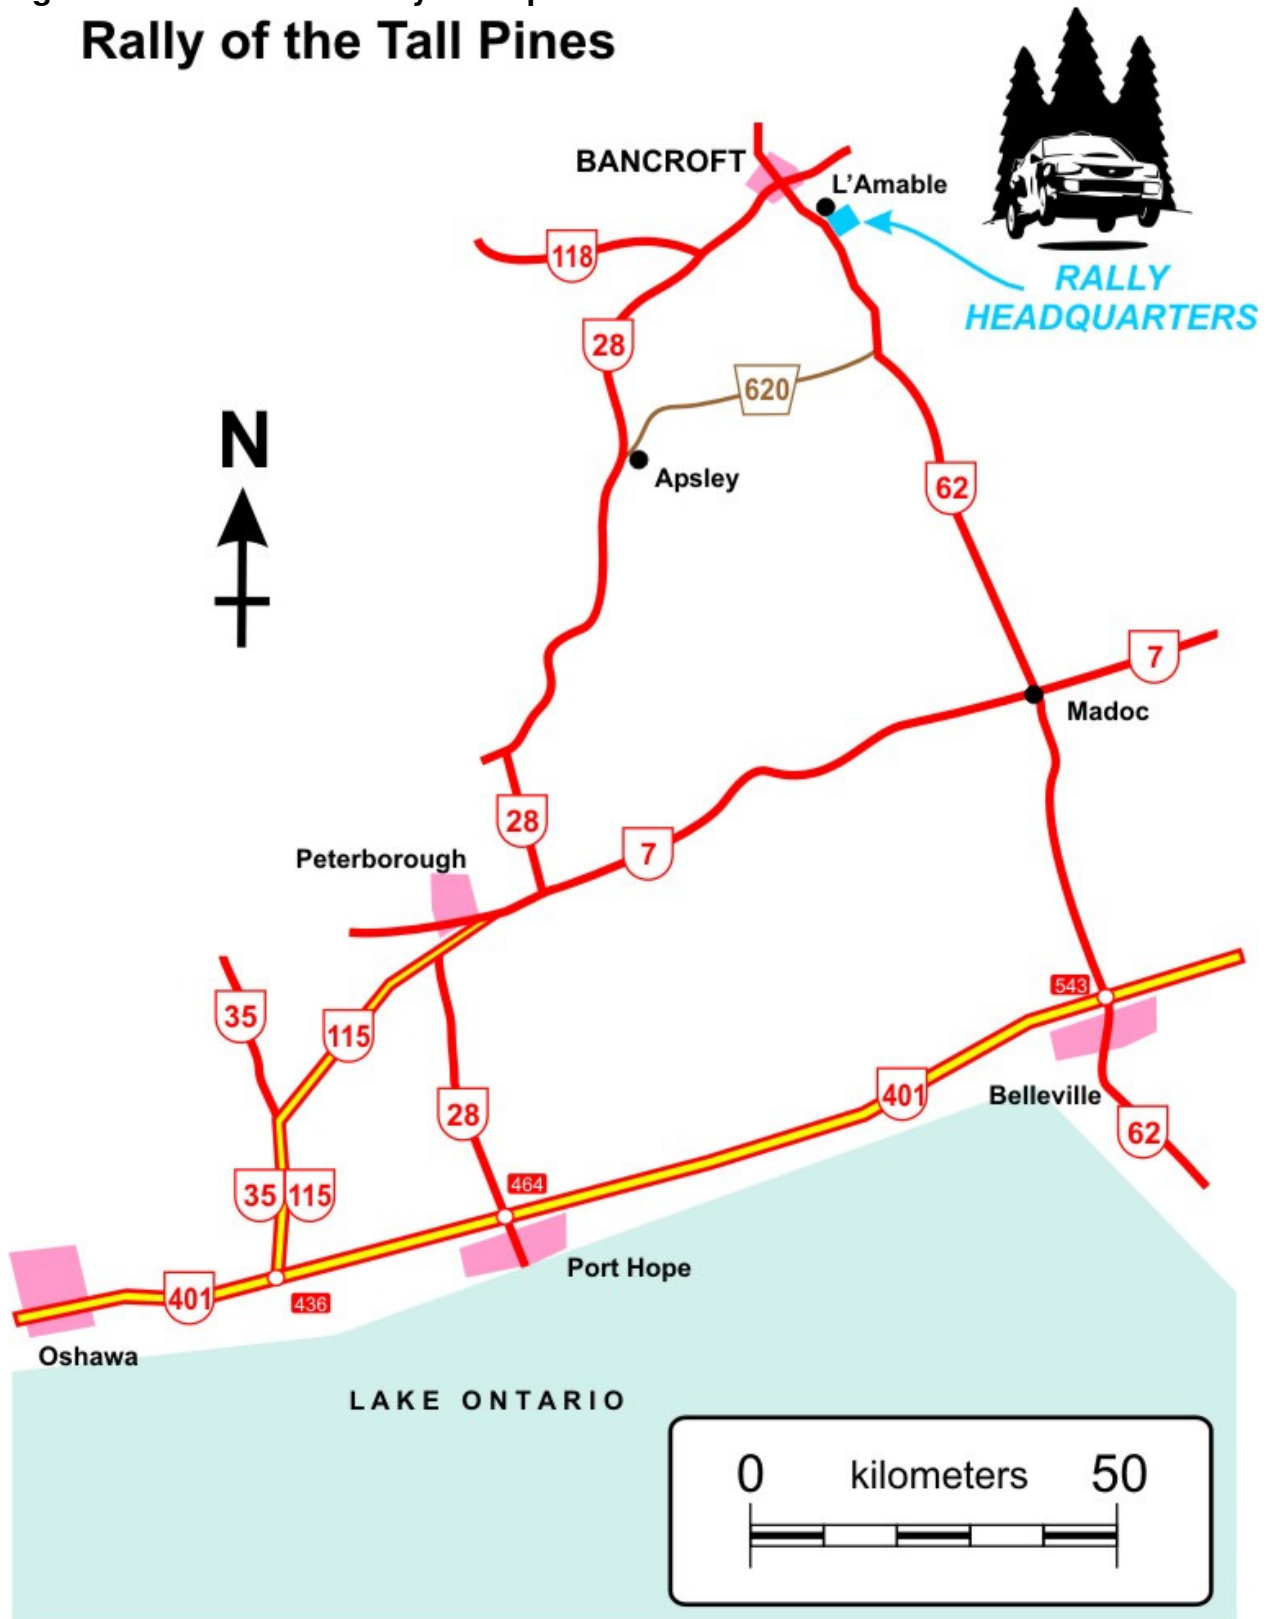 Rally of the Tall Pines
BANCROFT
L'Amable
118
RALLY
HEADQUARTERS
28
620
N
Apsley
62
7
Madoc
28
7
Peterborough
35
115
543
28
401
Belleville
62
35
115
464
Port Hope
401
436
Oshawa
LAKE ONTARIO
0 kilometers 50